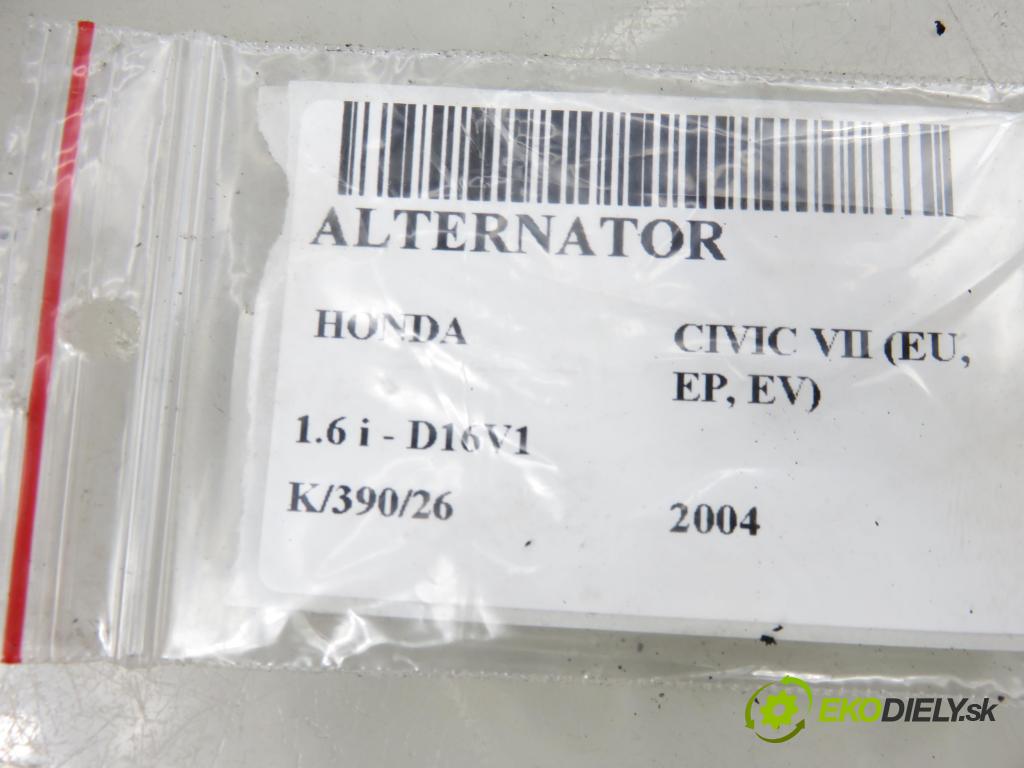 ALTERNATOR
HONDA
CIVIC VII (EU,
EP, EV)
1.6 i - D16V1
K/390/26
2004
EKODIELY.sk